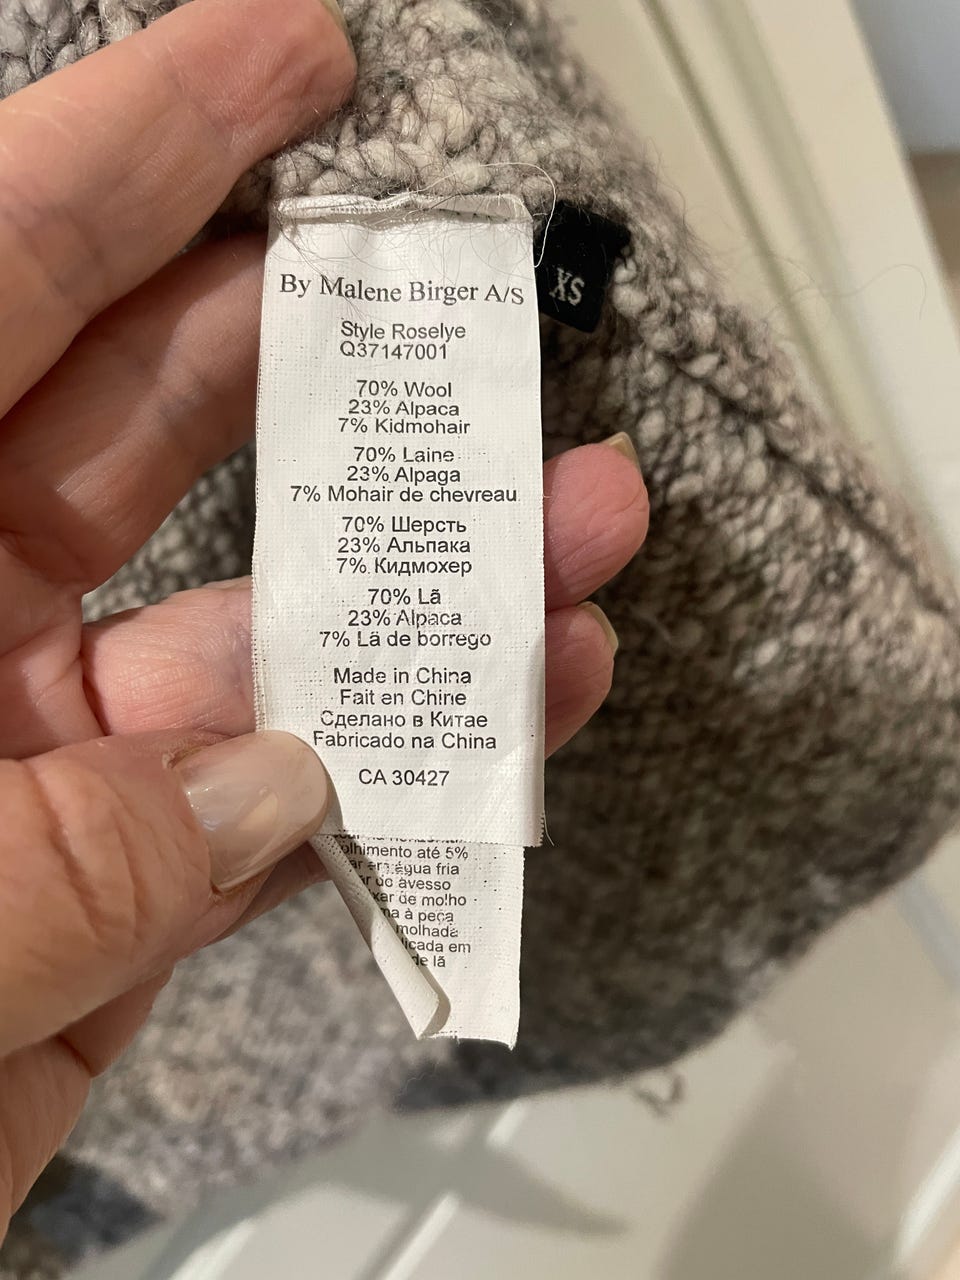 By Malene Birger A/S
XS
Style Roselye
Q37147001
70% Wool
23% Alpaca
7% Kidmohair
70% Laine
23% Alpaga
7% Mohair de chevreau
70% Шерсть
23% Альпака
7% Кидмохер
70% Lã
23% Alpaca
7% Lä de borrego
Made in China
Fait en Chine
Сделано в Китае
Fabricado na China
CA 30427
até 5%
água fria
do avesso
de molho
à peça
molhada
em
de lã